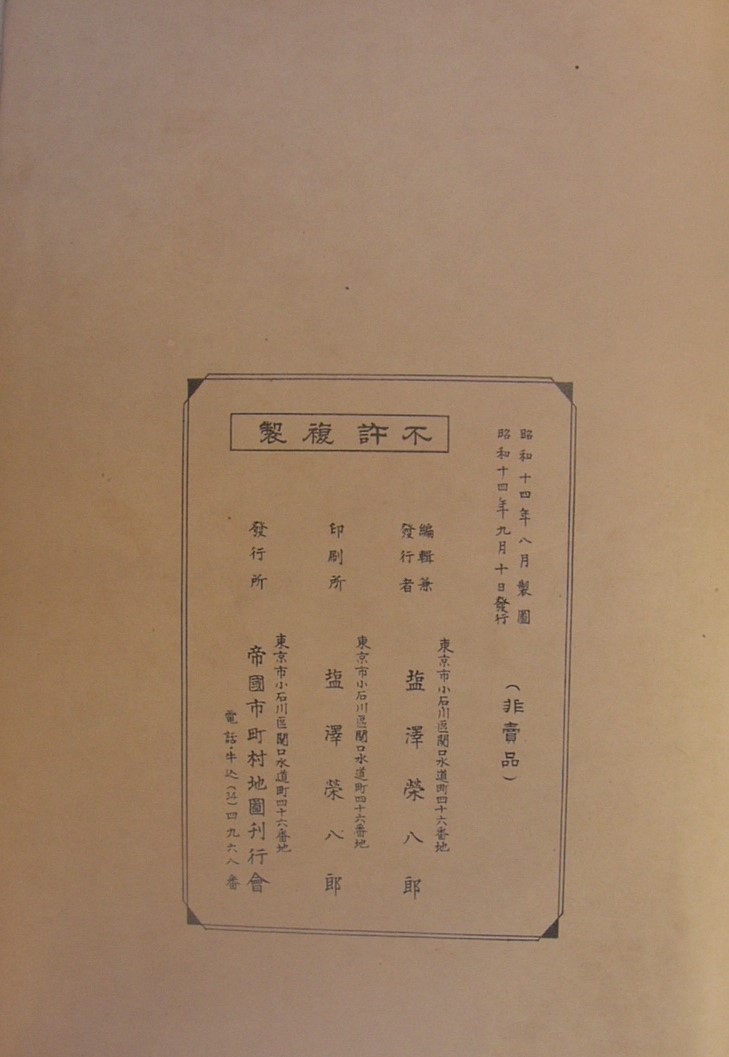 昭和十四年八月製圖
昭和十四年九月十日發行
(非賣品)
不許複製
編輯兼
發行者
東京市小石川區關口水道町四十六番地
塩澤榮八郎
印刷所
東京市小石川區關口水道町四十六番地
塩澤榮八郎
發行所
東京市小石川區關口水道町四十六番地
帝國市町村地圖刊行會
電話・牛込(34)四九六八番